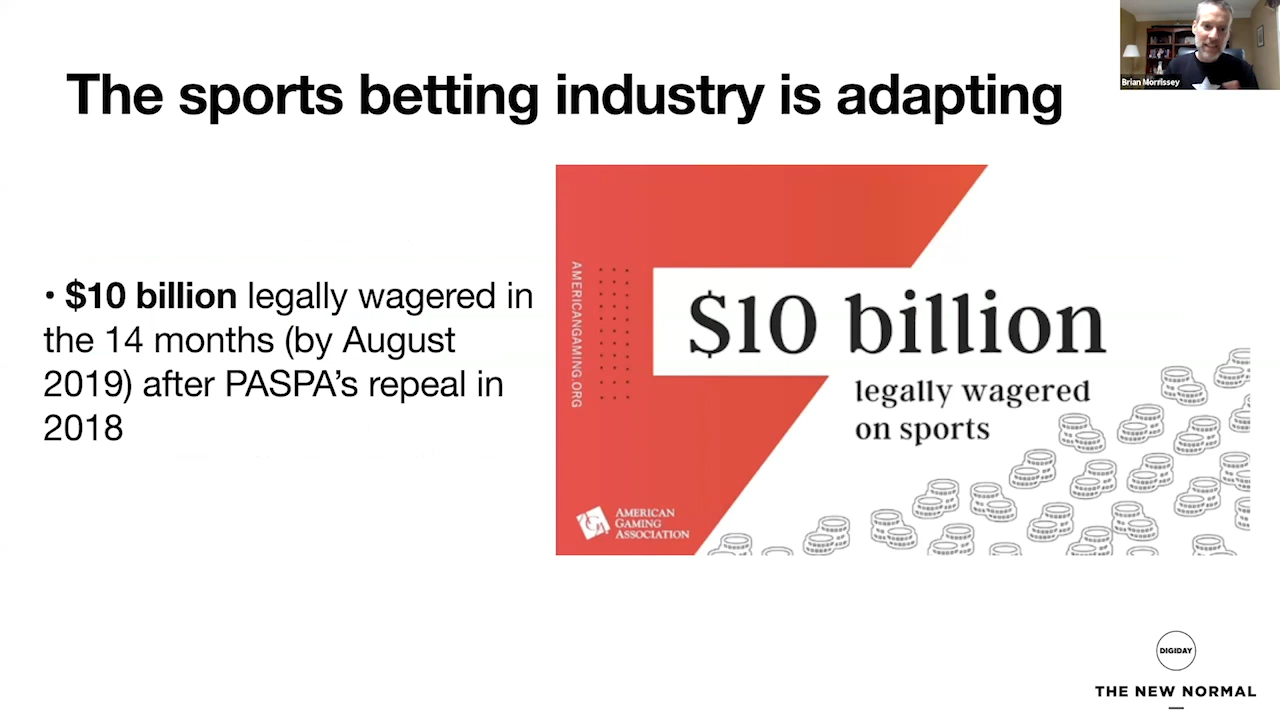 The sports betting industry is adapting
Brian Morrissey
• $10 billion legally wagered in
the 14 months (by August
2019) after PASPA’s repeal in
2018
AMERICANGAMING.ORG
$10 billion
legally wagered
on sports
AMERICAN
GAMING
ASSOCIATION
DIGIDAY
THE NEW NORMAL